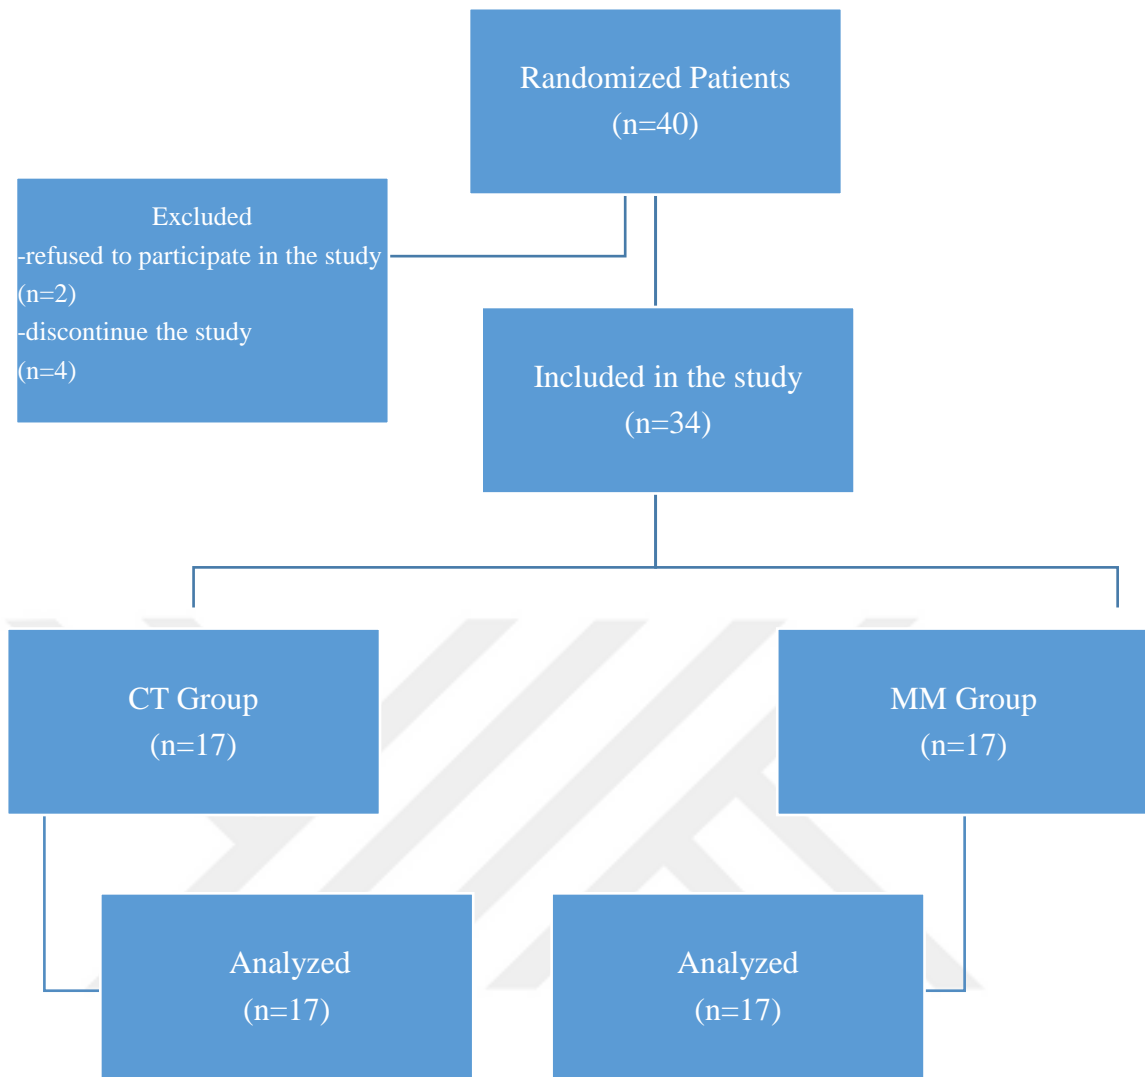 Randomized Patients
(n=40)
Excluded
-refused to participate in the study
(n=2)
-discontinue the study
(n=4)
Included in the study
(n=34)
CT Group
(n=17)
MM Group
(n=17)
Analyzed
(n=17)
Analyzed
(n=17)